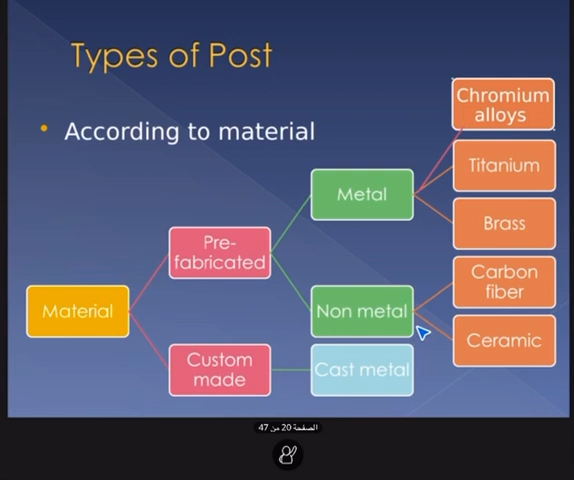 Types of Post
• According to material
Chromium
alloys
Titanium
Metal
Brass
Pre-
fabricated
Carbon
fiber
Material
Non metal
Ceramic
Custom
made
Cast metal
الصفحة 20 من 47